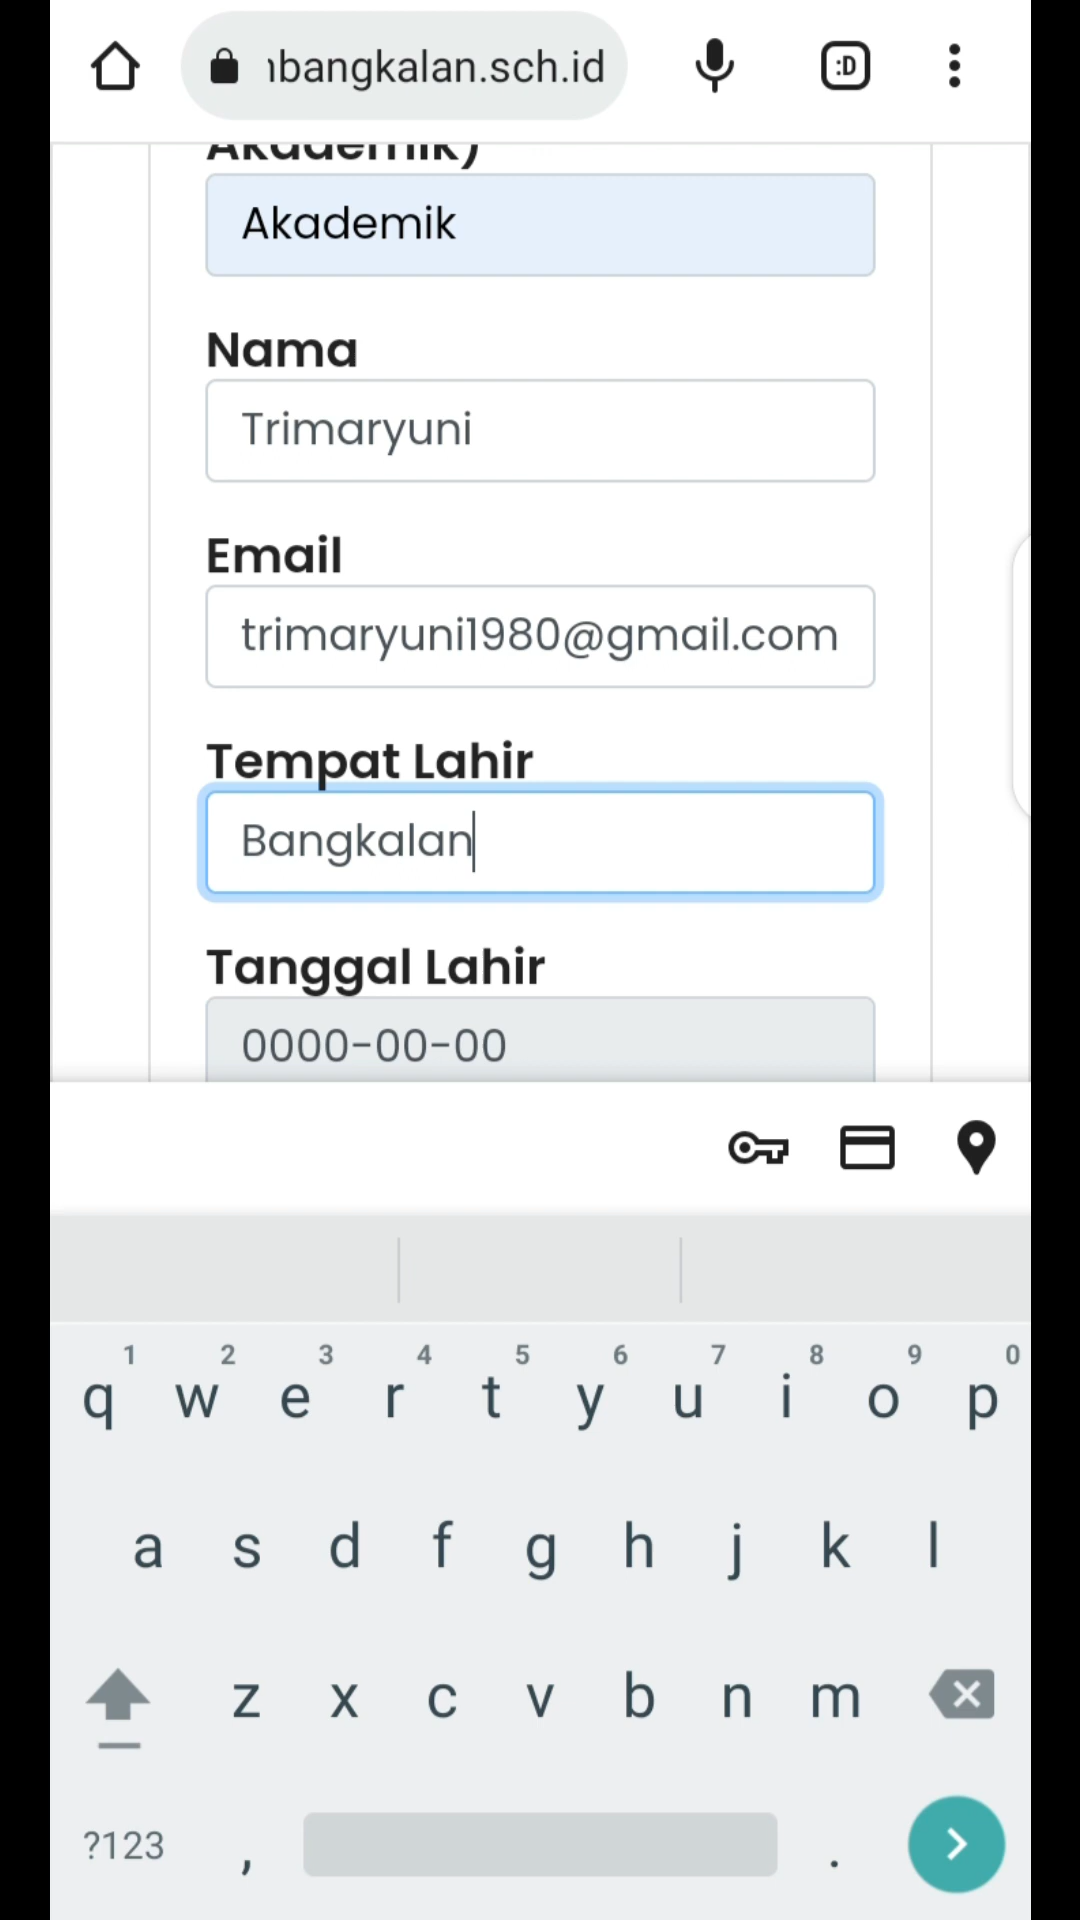 ıbangkalan.sch.id
:D
Akademik)
Akademik
Nama
Trimaryuni
Email
trimaryuni1980@gmail.com
Tempat Lahir
Bangkalan
Tanggal Lahir
0000-00-00
1 2 3 4 5 6 7 8 9 0
q w e r t y u i o p
a s d f g h j k l
z x c v b n m
?123 , .